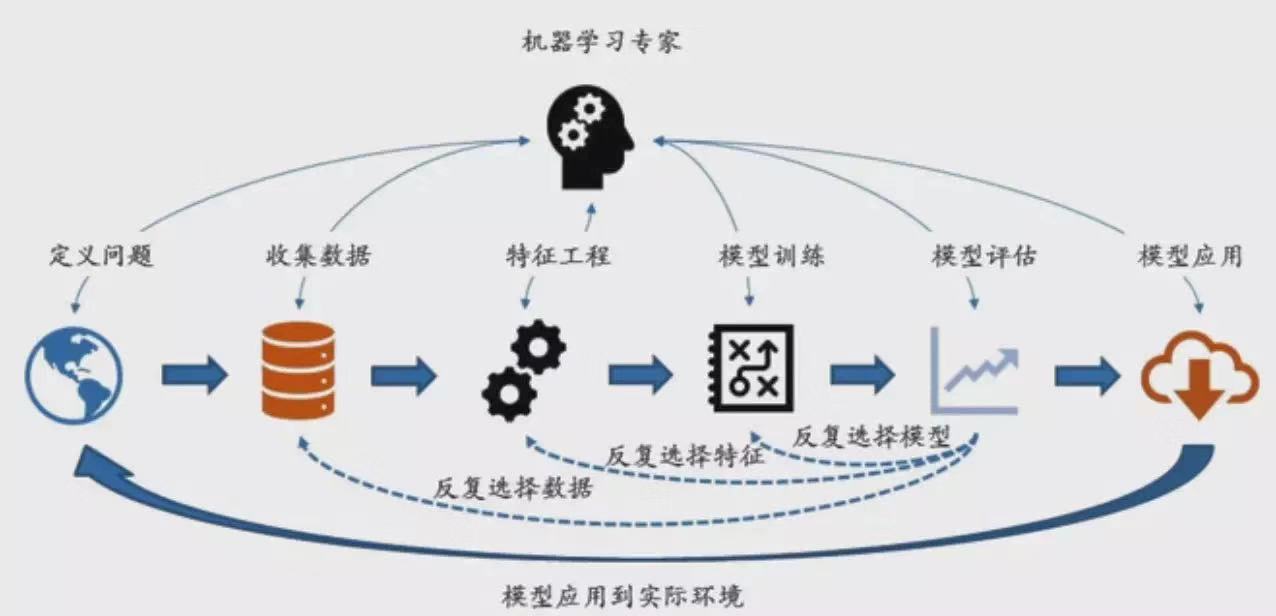 机器学习专家
定义问题
收集数据
特征工程
模型训练
模型评估
模型应用
反复选择模型
反复选择特征
反复选择数据
模型应用到实际环境